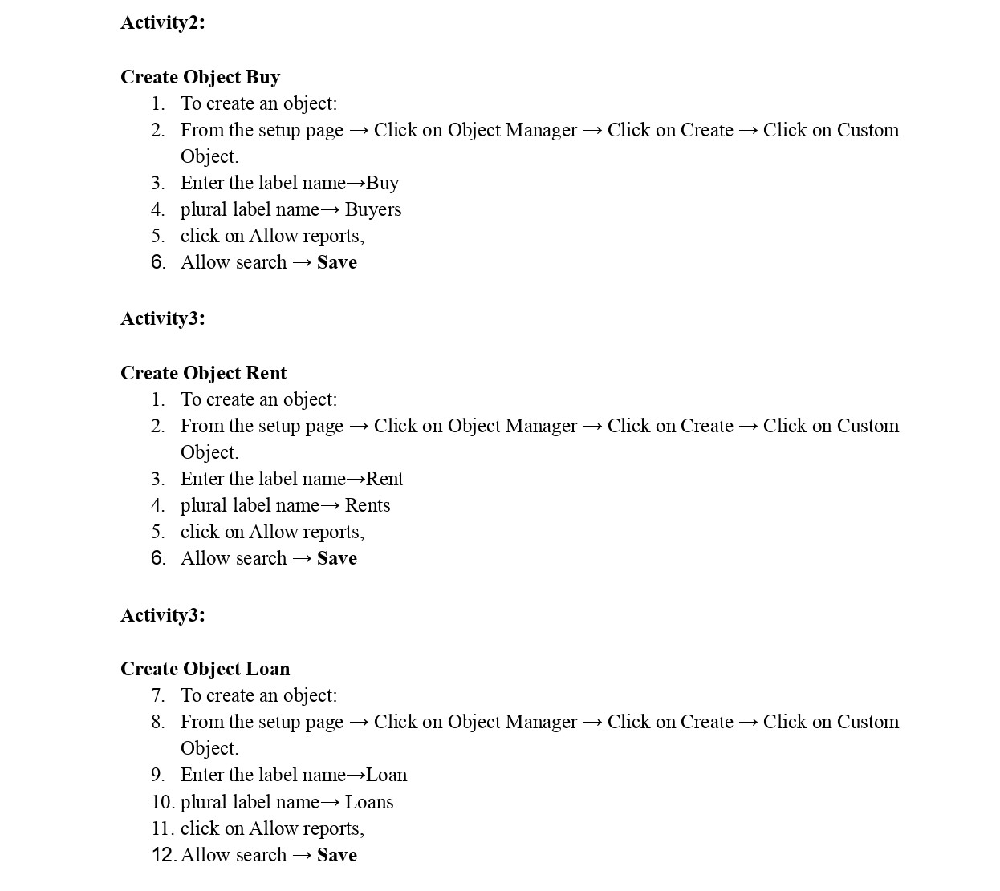 Activity2:
Create Object Buy
1. To create an object:
2. From the setup page → Click on Object Manager → Click on Create → Click on Custom
Object.
3. Enter the label name→Buy
4. plural label name→ Buyers
5. click on Allow reports,
6. Allow search → Save
Activity3:
Create Object Rent
1. To create an object:
2. From the setup page → Click on Object Manager → Click on Create → Click on Custom
Object.
3. Enter the label name→Rent
4. plural label name→ Rents
5. click on Allow reports,
6. Allow search → Save
Activity3:
Create Object Loan
7. To create an object:
8. From the setup page → Click on Object Manager → Click on Create → Click on Custom
Object.
9. Enter the label name→Loan
10. plural label name→ Loans
11. click on Allow reports,
12. Allow search → Save